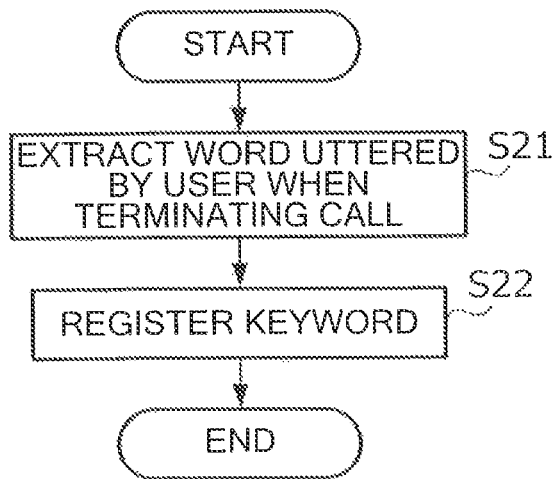 START
EXTRACT WORD UTTERED
BY USER WHEN
TERMINATING CALL
S21
REGISTER KEYWORD
S22
END